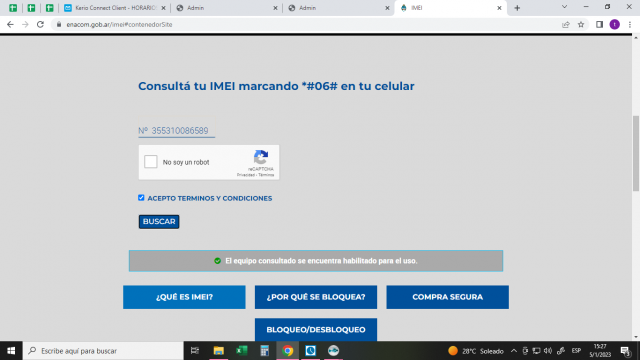 Kerio Connect Client - HORARIO
Admin
Admin
IMEI
enacom.gob.ar/imei#contenedorSite
t
Consultá tu IMEI marcando *#06# en tu celular
Nº 355310086589
No soy un robot
reCAPTCHA
Privacidad - Términos
ACEPTO TERMINOS Y CONDICIONES
BUSCAR
El equipo consultado se encuentra habilitado para el uso.
¿QUÉ ES IMEI?
¿POR QUÉ SE BLOQUEA?
COMPRA SEGURA
BLOQUEO/DESBLOQUEO
Escribe aquí para buscar
28°C Soleado
ESP
15:27
5/1/2023